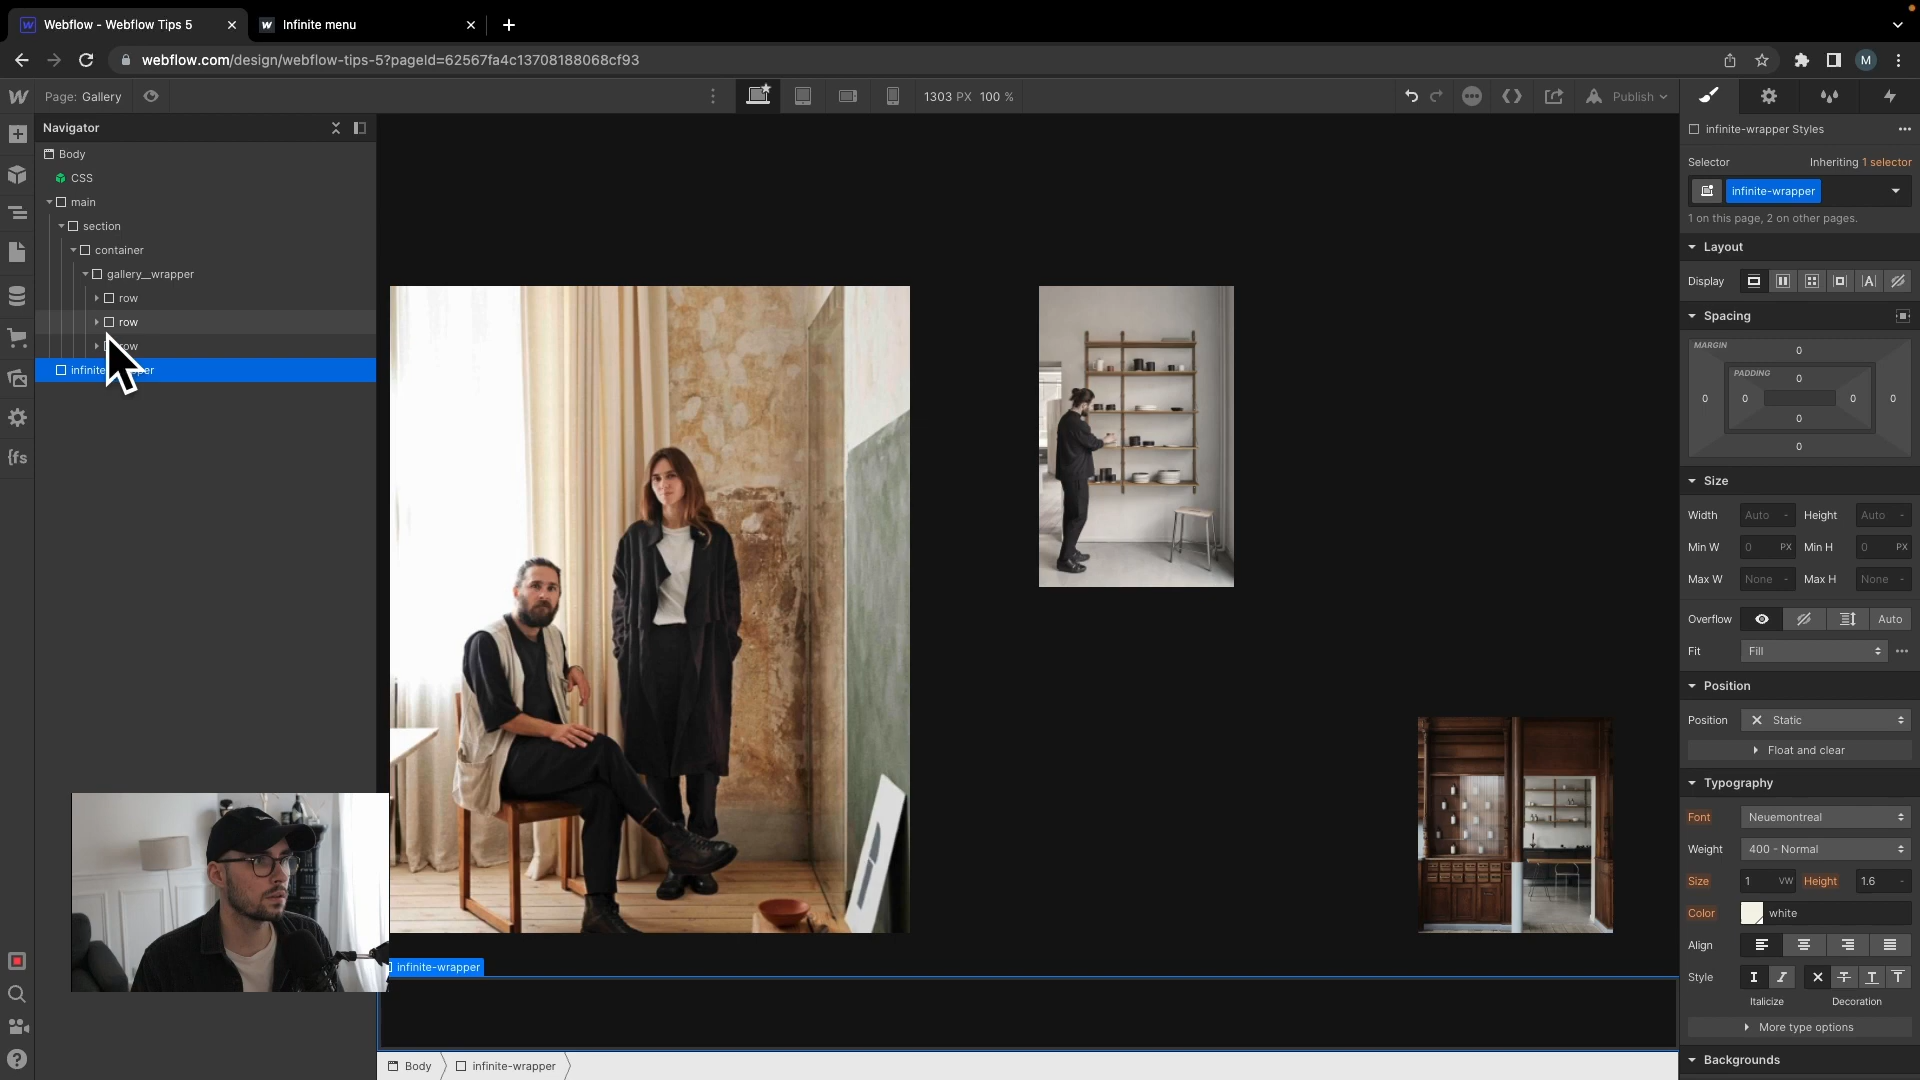 Webflow - Webflow Tips 5
Infinite menu
webflow.com/design/webflow-tips-5?pageId=62567fa4c13708188068cf93
M
Page: Gallery
1303 PX 100 %
Publish
Navigator
Body
CSS
main
section
container
gallery__wrapper
row
row
row
infinite
infinite-wrapper Styles
Selector
Inheriting 1 selector
infinite-wrapper
1 on this page, 2 on other pages.
Layout
Display
Spacing
MARGIN
0
PADDING
0
0 0 0 0
0
0
Size
Width Auto - Height Auto -
Min W 0 PX Min H 0 PX
Max W None - Max H None -
Overflow Auto
Fit Fill
Position
Position Static
Float and clear
Typography
Font Neuemontreal
Weight 400 - Normal
Size 1 VW Height 1.6 -
Color white
Align
Style
Italicize Decoration
More type options
Backgrounds
infinite-wrapper
Body infinite-wrapper